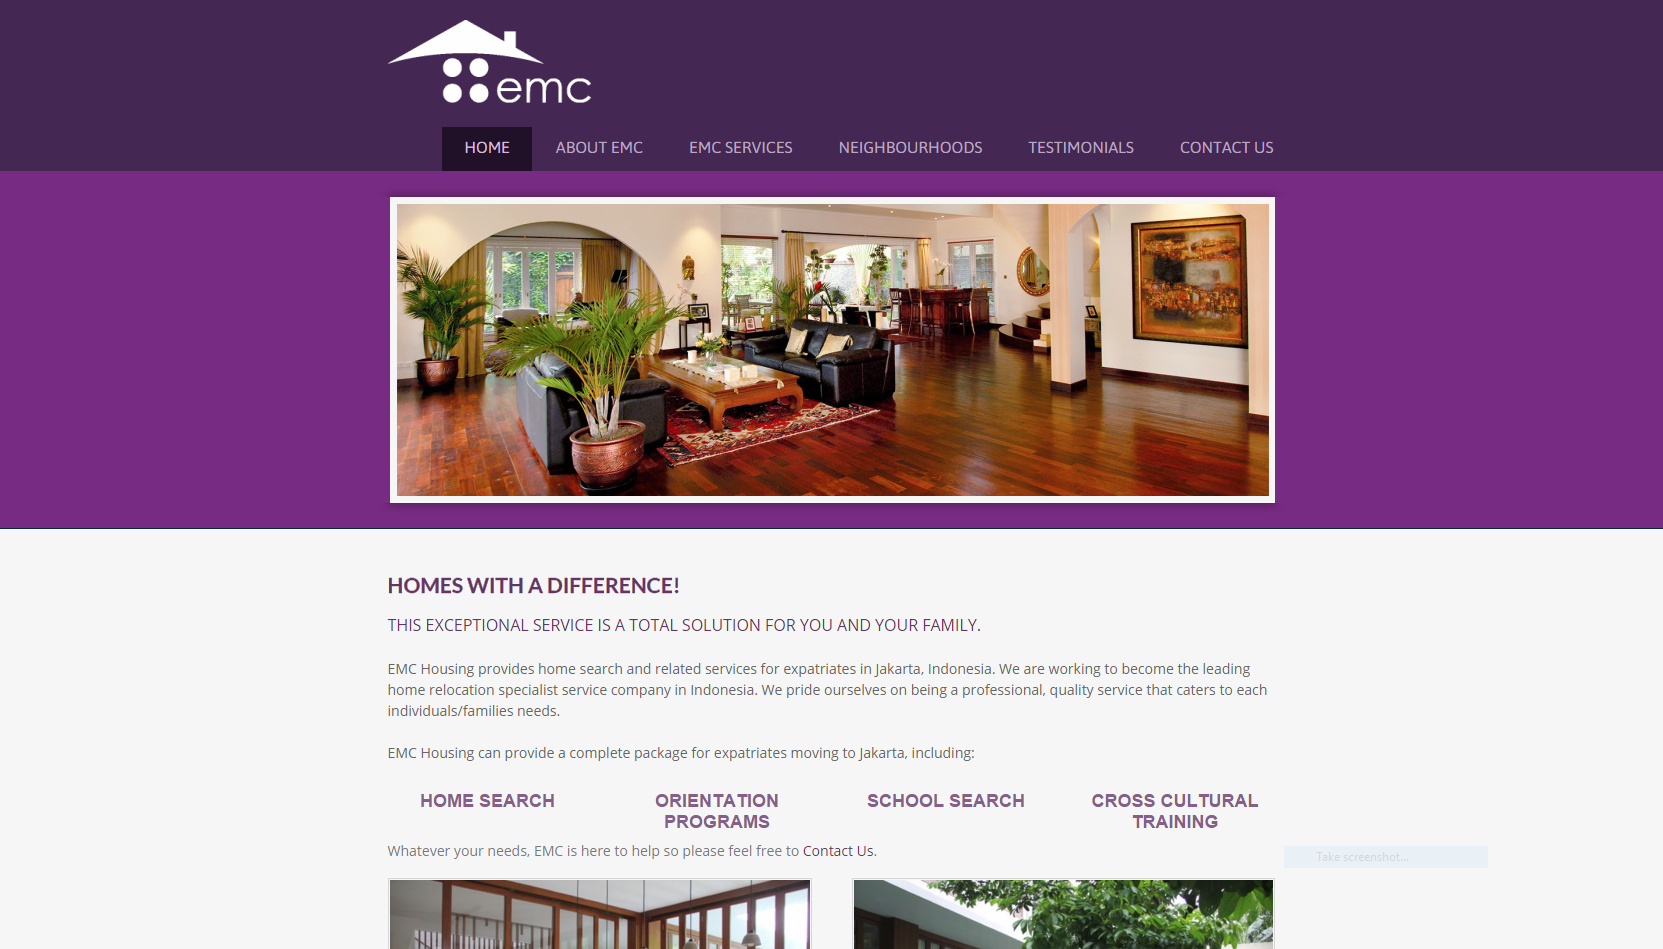 emc
HOME ABOUT EMC EMC SERVICES NEIGHBOURHOODS TESTIMONIALS CONTACT US
HOMES WITH A DIFFERENCE!
THIS EXCEPTIONAL SERVICE IS A TOTAL SOLUTION FOR YOU AND YOUR FAMILY.
EMC Housing provides home search and related services for expatriates in Jakarta, Indonesia. We are working to become the leading
home relocation specialist service company in Indonesia. We pride ourselves on being a professional, quality service that caters to each
individuals/families needs.
EMC Housing can provide a complete package for expatriates moving to Jakarta, including:
HOME SEARCH
ORIENTATION
PROGRAMS
SCHOOL SEARCH
CROSS CULTURAL
TRAINING
Whatever your needs, EMC is here to help so please feel free to Contact Us.
Take screenshot...